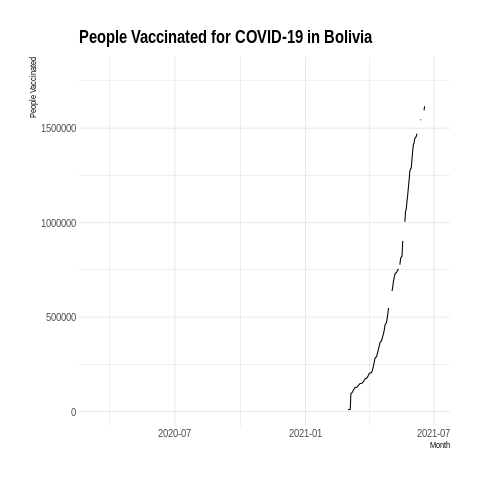 People Vaccinated for COVID-19 in Bolivia
People Vaccinated
1500000
1000000
500000
0
2020-07
2021-01
2021-07
Month